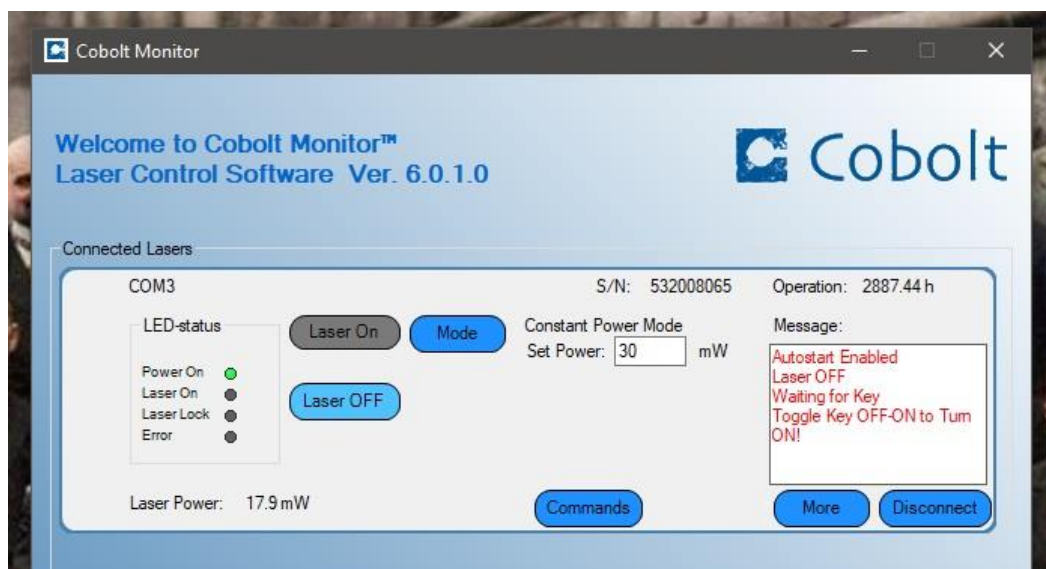 Cobolt Monitor
Welcome to Cobolt Monitor™
Laser Control Software Ver. 6.0.1.0
Cobolt
Connected Lasers
COM3
S/N: 532008065
Operation: 2887.44 h
LED-status
Power On
Laser On
Laser Lock
Error
Laser On
Mode
Laser OFF
Constant Power Mode
Set Power: 30 mW
Message:
Autostart Enabled
Laser OFF
Waiting for Key
Toggle Key OFF-ON to Turn
ON!
Laser Power: 17.9 mW
Commands
More
Disconnect